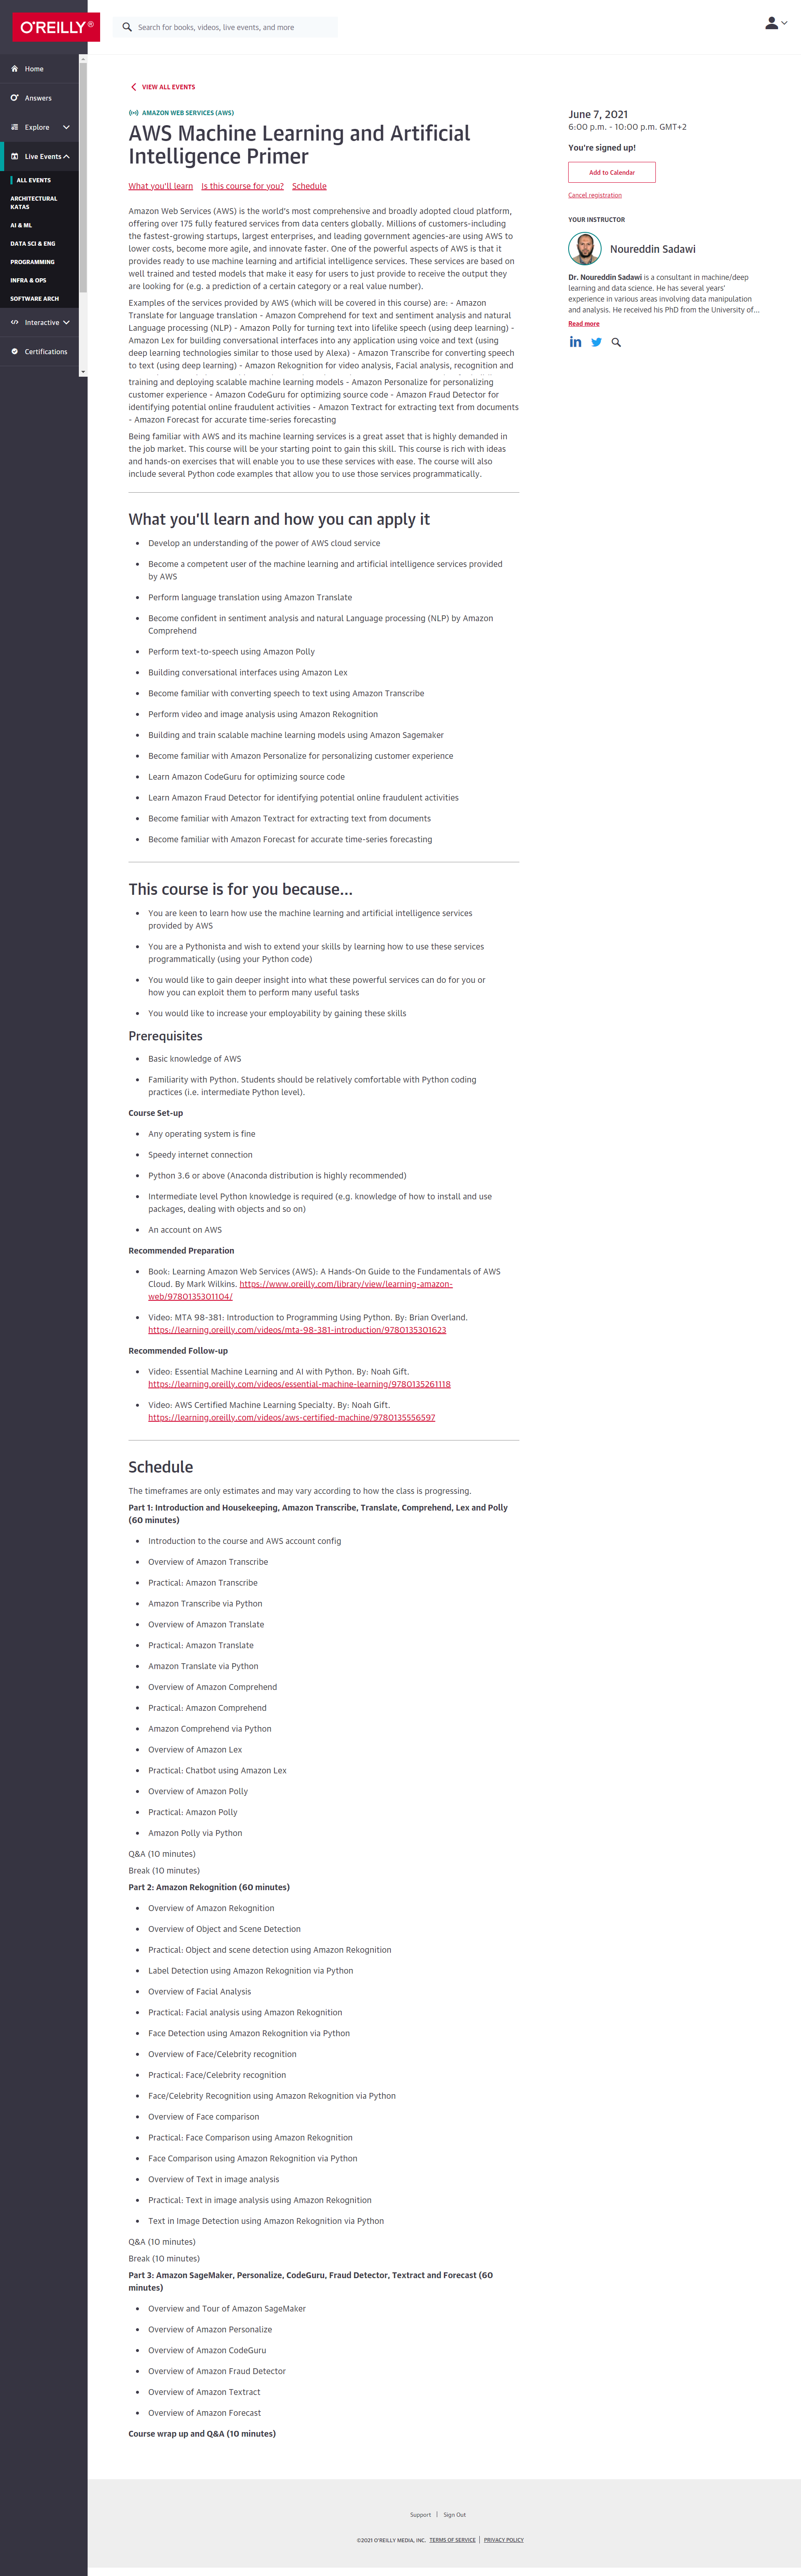 O'REILLY®
Search for books, videos, live events, and more
Home
Answers
Explore
Live Events
ALL EVENTS
ARCHITECTURAL
KATAS
AI & ML
DATA SCI & ENG
PROGRAMMING
INFRA & OPS
SOFTWARE ARCH
Interactive
Certifications
VIEW ALL EVENTS
AMAZON WEB SERVICES (AWS)
AWS Machine Learning and Artificial
Intelligence Primer
What you'll learn Is this course for you? Schedule
Amazon Web Services (AWS) is the world's most comprehensive and broadly adopted cloud platform,
offering over 175 fully featured services from data centers globally. Millions of customers-including
the fastest-growing startups, largest enterprises, and leading government agencies-are using AWS to
lower costs, become more agile, and innovate faster. One of the powerful aspects of AWS is that it
provides ready to use machine learning and artificial intelligence services. These services are based on
well trained and tested models that make it easy for users to just provide to receive the output they
are looking for (e.g. a prediction of a certain category or a real value number).
Examples of the services provided by AWS (which will be covered in this course) are: - Amazon
Translate for language translation - Amazon Comprehend for text and sentiment analysis and natural
Language processing (NLP) - Amazon Polly for turning text into lifelike speech (using deep learning) -
Amazon Lex for building conversational interfaces into any application using voice and text (using
deep learning technologies similar to those used by Alexa) - Amazon Transcribe for converting speech
to text (using deep learning) - Amazon Rekognition for video analysis, Facial analysis, recognition and
training and deploying scalable machine learning models - Amazon Personalize for personalizing
customer experience - Amazon CodeGuru for optimizing source code - Amazon Fraud Detector for
identifying potential online fraudulent activities - Amazon Textract for extracting text from documents
- Amazon Forecast for accurate time-series forecasting
Being familiar with AWS and its machine learning services is a great asset that is highly demanded in
the job market. This course will be your starting point to gain this skill. This course is rich with ideas
and hands-on exercises that will enable you to use these services with ease. The course will also
include several Python code examples that allow you to use those services programmatically.
What you'll learn and how you can apply it
Develop an understanding of the power of AWS cloud service
Become a competent user of the machine learning and artificial intelligence services provided
by AWS
Perform language translation using Amazon Translate
Become confident in sentiment analysis and natural Language processing (NLP) by Amazon
Comprehend
Perform text-to-speech using Amazon Polly
Building conversational interfaces using Amazon Lex
Become familiar with converting speech to text using Amazon Transcribe
Perform video and image analysis using Amazon Rekognition
Building and train scalable machine learning models using Amazon Sagemaker
Become familiar with Amazon Personalize for personalizing customer experience
Learn Amazon CodeGuru for optimizing source code
Learn Amazon Fraud Detector for identifying potential online fraudulent activities
Become familiar with Amazon Textract for extracting text from documents
Become familiar with Amazon Forecast for accurate time-series forecasting
This course is for you because...
You are keen to learn how use the machine learning and artificial intelligence services
provided by AWS
You are a Pythonista and wish to extend your skills by learning how to use these services
programmatically (using your Python code)
You would like to gain deeper insight into what these powerful services can do for you or
how you can exploit them to perform many useful tasks
You would like to increase your employability by gaining these skills
Prerequisites
Basic knowledge of AWS
Familiarity with Python. Students should be relatively comfortable with Python coding
practices (i.e. intermediate Python level).
Course Set-up
Any operating system is fine
Speedy internet connection
Python 3.6 or above (Anaconda distribution is highly recommended)
Intermediate level Python knowledge is required (e.g. knowledge of how to install and use
packages, dealing with objects and so on)
An account on AWS
Recommended Preparation
Book: Learning Amazon Web Services (AWS): A Hands-On Guide to the Fundamentals of AWS
Cloud. By Mark Wilkins. https://www.oreilly.com/library/view/learning-amazon-
web/9780135301104/
Video: MTA 98-381: Introduction to Programming Using Python. By: Brian Overland.
https://learning.oreilly.com/videos/mta-98-381-introduction/9780135301623
Recommended Follow-up
Video: Essential Machine Learning and AI with Python. By: Noah Gift.
https://learning.oreilly.com/videos/essential-machine-learning/9780135261118
Video: AWS Certified Machine Learning Specialty. By: Noah Gift.
https://learning.oreilly.com/videos/aws-certified-machine/9780135556597
Schedule
The timeframes are only estimates and may vary according to how the class is progressing.
Part 1: Introduction and Housekeeping, Amazon Transcribe, Translate, Comprehend, Lex and Polly
(60 minutes)
Introduction to the course and AWS account config
Overview of Amazon Transcribe
Practical: Amazon Transcribe
Amazon Transcribe via Python
Overview of Amazon Translate
Practical: Amazon Translate
Amazon Translate via Python
Overview of Amazon Comprehend
Practical: Amazon Comprehend
Amazon Comprehend via Python
Overview of Amazon Lex
Practical: Chatbot using Amazon Lex
Overview of Amazon Polly
Practical: Amazon Polly
Amazon Polly via Python
Q&A (10 minutes)
Break (10 minutes)
Part 2: Amazon Rekognition (60 minutes)
Overview of Amazon Rekognition
Overview of Object and Scene Detection
Practical: Object and scene detection using Amazon Rekognition
Label Detection using Amazon Rekognition via Python
Overview of Facial Analysis
Practical: Facial analysis using Amazon Rekognition
Face Detection using Amazon Rekognition via Python
Overview of Face/Celebrity recognition
Practical: Face/Celebrity recognition
Face/Celebrity Recognition using Amazon Rekognition via Python
Overview of Face comparison
Practical: Face Comparison using Amazon Rekognition
Face Comparison using Amazon Rekognition via Python
Overview of Text in image analysis
Practical: Text in image analysis using Amazon Rekognition
Text in Image Detection using Amazon Rekognition via Python
Q&A (10 minutes)
Break (10 minutes)
Part 3: Amazon SageMaker, Personalize, CodeGuru, Fraud Detector, Textract and Forecast (60
minutes)
Overview and Tour of Amazon SageMaker
Overview of Amazon Personalize
Overview of Amazon CodeGuru
Overview of Amazon Fraud Detector
Overview of Amazon Textract
Overview of Amazon Forecast
Course wrap up and Q&A (10 minutes)
June 7, 2021
6:00 p.m. - 10:00 p.m. GMT+2
You're signed up!
Add to Calendar
Cancel registration
YOUR INSTRUCTOR
Noureddin Sadawi
Dr. Noureddin Sadawi is a consultant in machine/deep
learning and data science. He has several years'
experience in various areas involving data manipulation
and analysis. He received his PhD from the University of...
Read more
Support | Sign Out
©2021 O'REILLY MEDIA, INC. TERMS OF SERVICE | PRIVACY POLICY